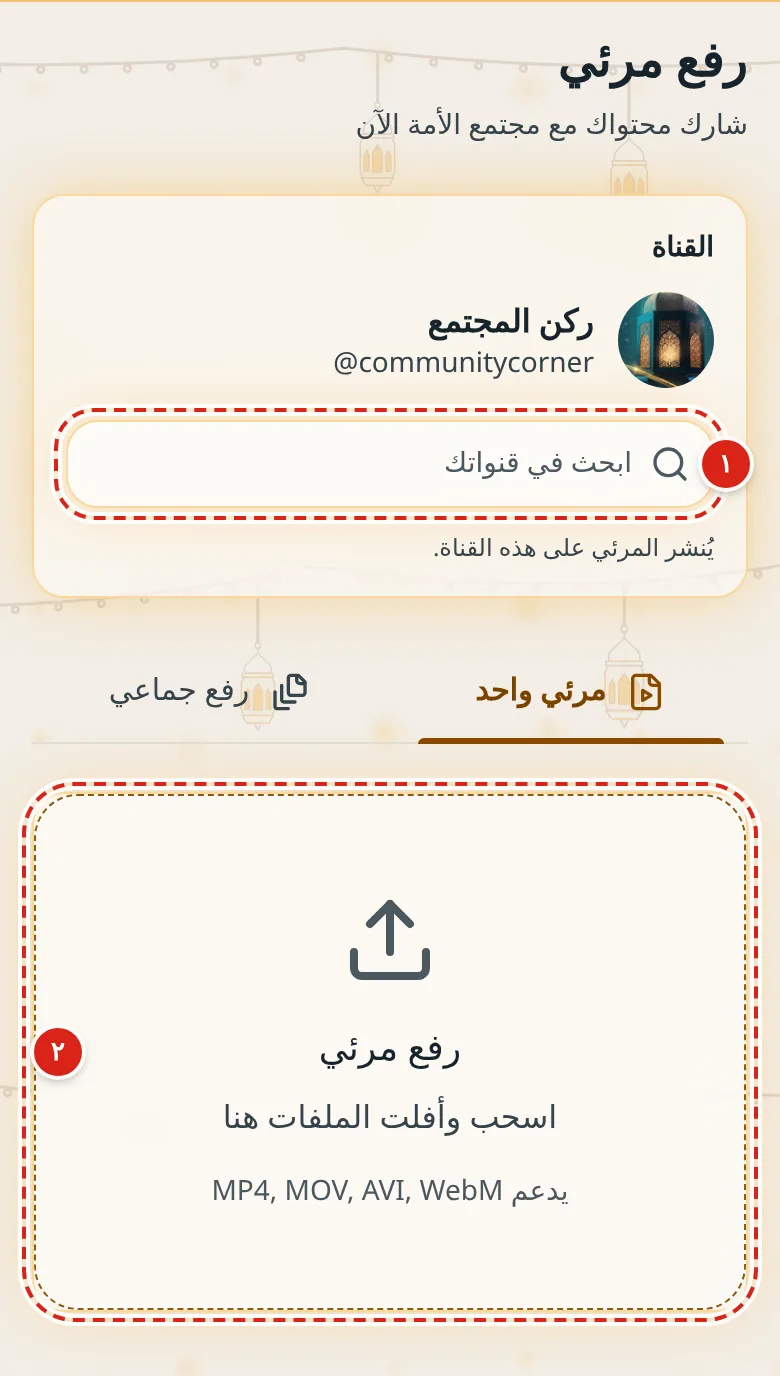 رفع مرئي
شارك محتواك مع مجتمع الأمة الآن
القناة
ركن المجتمع
@communitycorner
ابحث في قنواتك
١
يُنشر المرئي على هذه القناة.
مرئي واحد
رفع جماعي
رفع مرئي
٢
اسحب وأفلت الملفات هنا
يدعم MP4, MOV, AVI, WebM